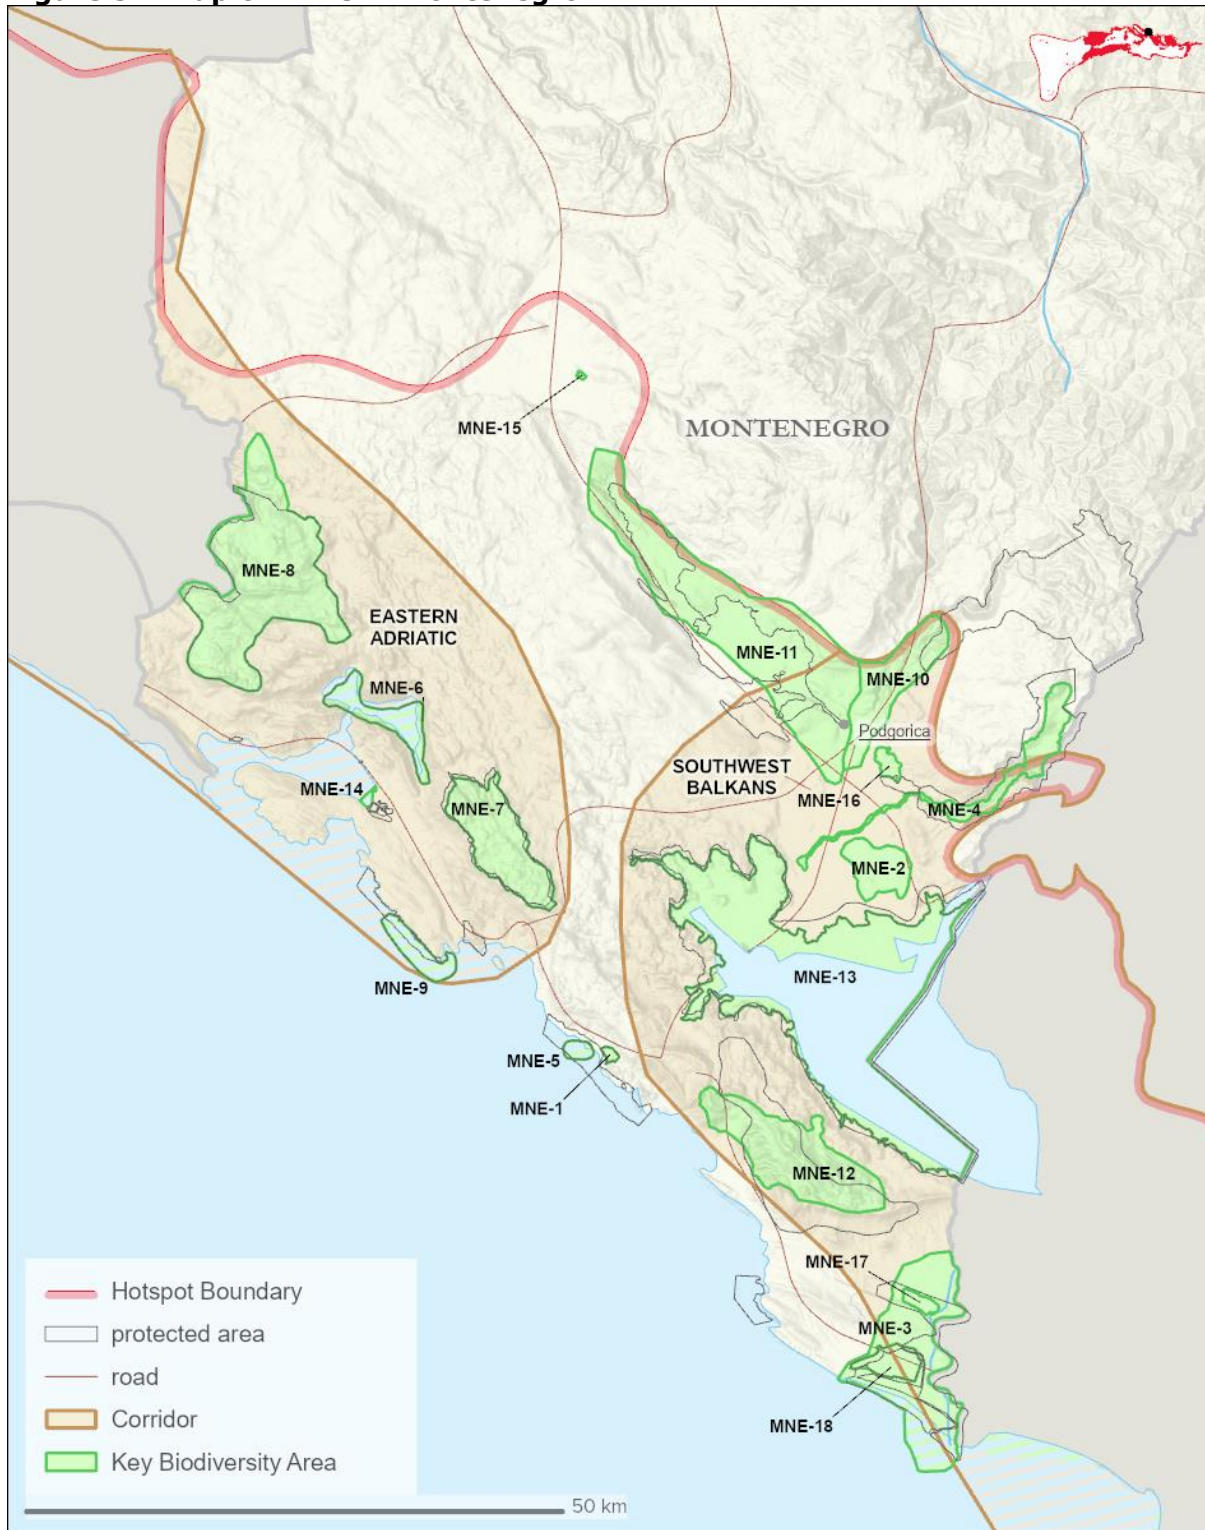 MNE-15
MONTENEGRO
MNE-8
EASTERN
ADRIATIC
MNE-11
MNE-10
MNE-6
Podgorica
SOUTHWEST
BALKANS
MNE-14
MNE-16
MNE-7
MNE-4
MNE-2
MNE-13
MNE-9
MNE-5
MNE-1
MNE-12
MNE-17
MNE-3
MNE-18
Hotspot Boundary
protected area
road
Corridor
Key Biodiversity Area
50 km